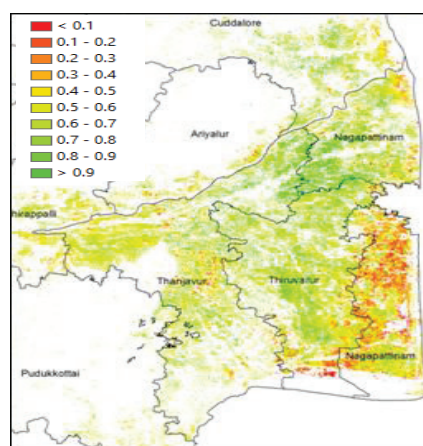 Cuddalore
< 0.1
0.1 - 0.2
0.2 - 0.3
0.3 - 0.4
0.4 - 0.5
0.5 - 0.6
0.6 - 0.7
0.7 - 0.8
0.8 - 0.9
> 0.9
Ariyalur
Nagapattinam
hirappalli
Thanjavur
Thiruvallur
Nagapattinam
Pudukkottai